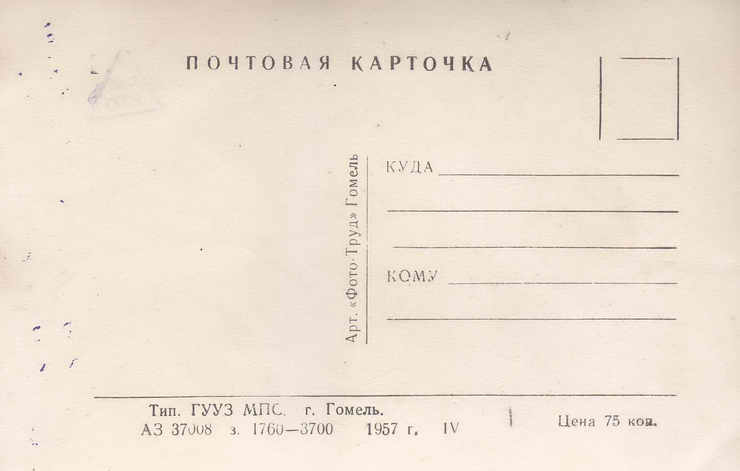 ПОЧТОВАЯ КАРТОЧКА
Арт. «Фото-Труд» Гомель
КУДА
КОМУ
Тип. ГУУЗ МПС. г. Гомель.
АЗ 37008 з. 1760—3700 1957 г. IV
Цена 75 коп.